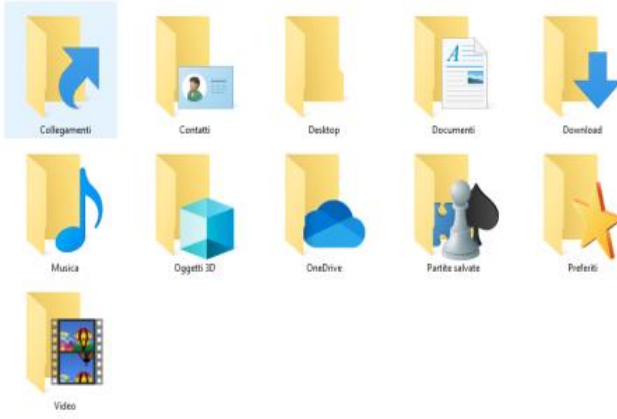 Collegamenti
Contatti
Desktop
Documenti
Download
Musica
Oggetti 3D
OneDrive
Partite salvate
Preferiti
Video